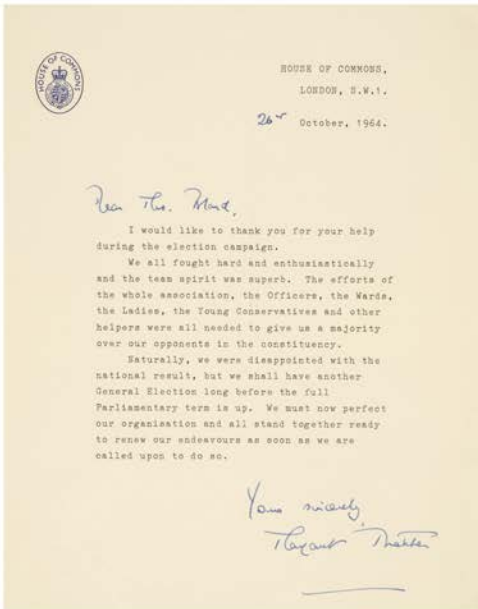 HOUSE OF COMMONS
HOUSE OF COMMONS,
LONDON, S.W.1.
October, 1964.
Dear Mrs.
I would like to thank you for your help
during the election campaign.
We all fought hard and enthusiastically
and the team spirit was superb. The efforts of
the whole association, the Officers, the Wards,
the Ladies, the Young Conservatives and other
helpers were all needed to give us a majority
over our opponents in the constituency.
Naturally, we were disappointed with the
national result, but we shall have another
General Election long before the full
Parliamentary term is up. We must now perfect
our organisation and all stand together ready
to renew our endeavours as soon as we are
called upon to do so.
Yours sincerely,
Margaret Thatcher